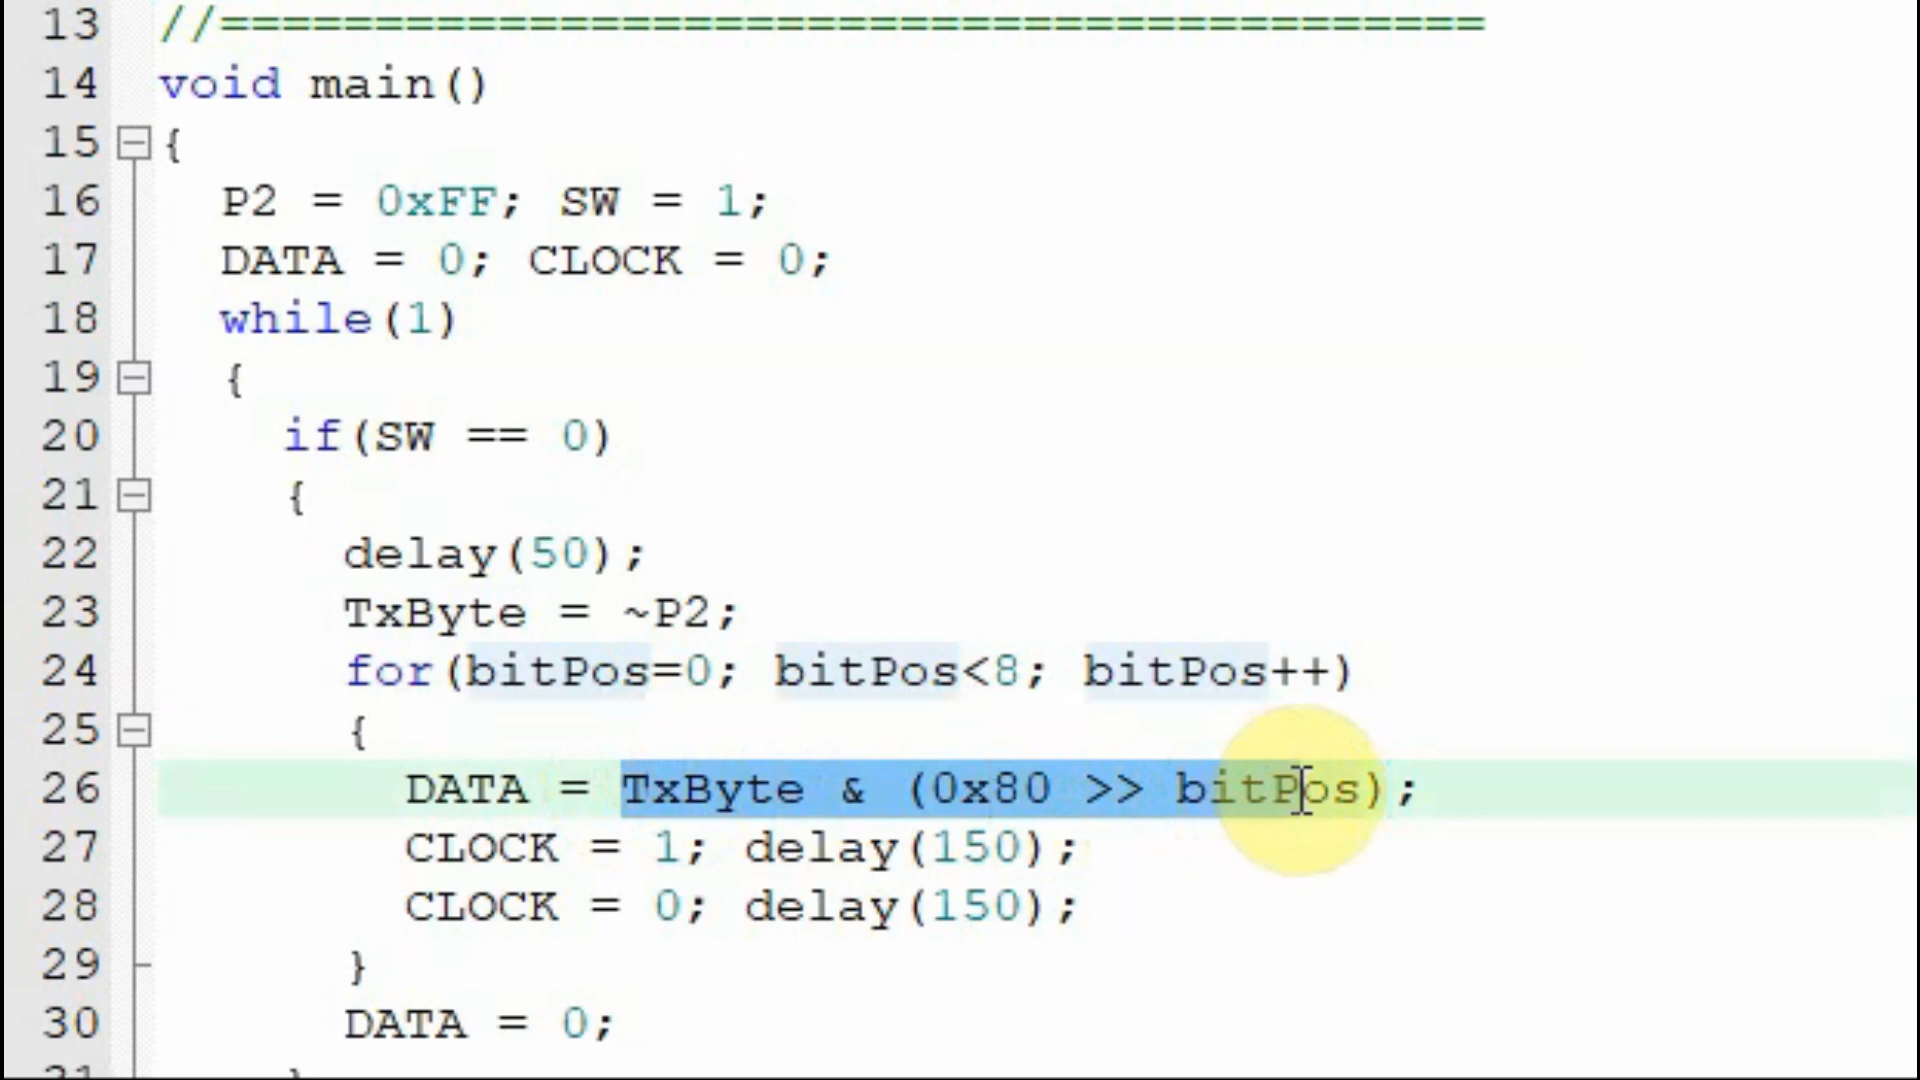 13 //=========================================
14 void main()
15 {
16 P2 = 0xFF; SW = 1;
17 DATA = 0; CLOCK = 0;
18 while(1)
19 {
20 if(SW == 0)
21 {
22 delay(50);
23 TxByte = ~P2;
24 for(bitPos=0; bitPos<8; bitPos++)
25 {
26 DATA = TxByte & (0x80 >> bitPos);
27 CLOCK = 1; delay(150);
28 CLOCK = 0; delay(150);
29 }
30 DATA = 0;